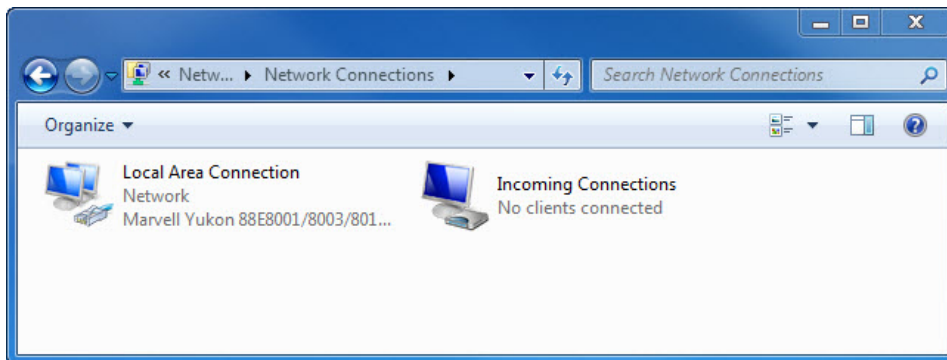 « Netw... Network Connections Search Network Connections
Organize
Local Area Connection
Network
Marvell Yukon 88E8001/8003/801...
Incoming Connections
No clients connected